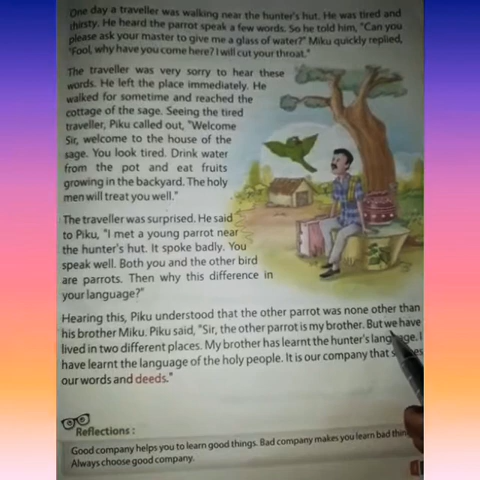 One day a traveller was walking near the hunter's hut. He was tired and
thirsty. He heard the parrot speak a few words. So he told him, "Can you
please ask your master to give me a glass of water?" Miku quickly replied,
"Fool, why have you come here? I will cut your throat."
The traveller was very sorry to hear these
words. He left the place immediately. He
walked for sometime and reached the
cottage of the sage. Seeing the tired
traveller, Piku called out, "Welcome
Sir, welcome to the house of the
sage. You look tired. Drink water
from the pot and eat fruits
growing in the backyard. The holy
men will treat you well."
The traveller was surprised. He said
to Piku, "I met a young parrot near
the hunter's hut. It spoke badly. You
speak well. Both you and the other bird
are parrots. Then why this difference in
your language?"
Hearing this, Piku understood that the other parrot was none other than
his brother Miku. Piku said, "Sir, the other parrot is my brother. But we have
lived in two different places. My brother has learnt the hunter's language. I
have learnt the language of the holy people. It is our company that
our words and deeds."
Reflections :
Good company helps you to learn good things. Bad company makes you learn bad
Always choose good company.